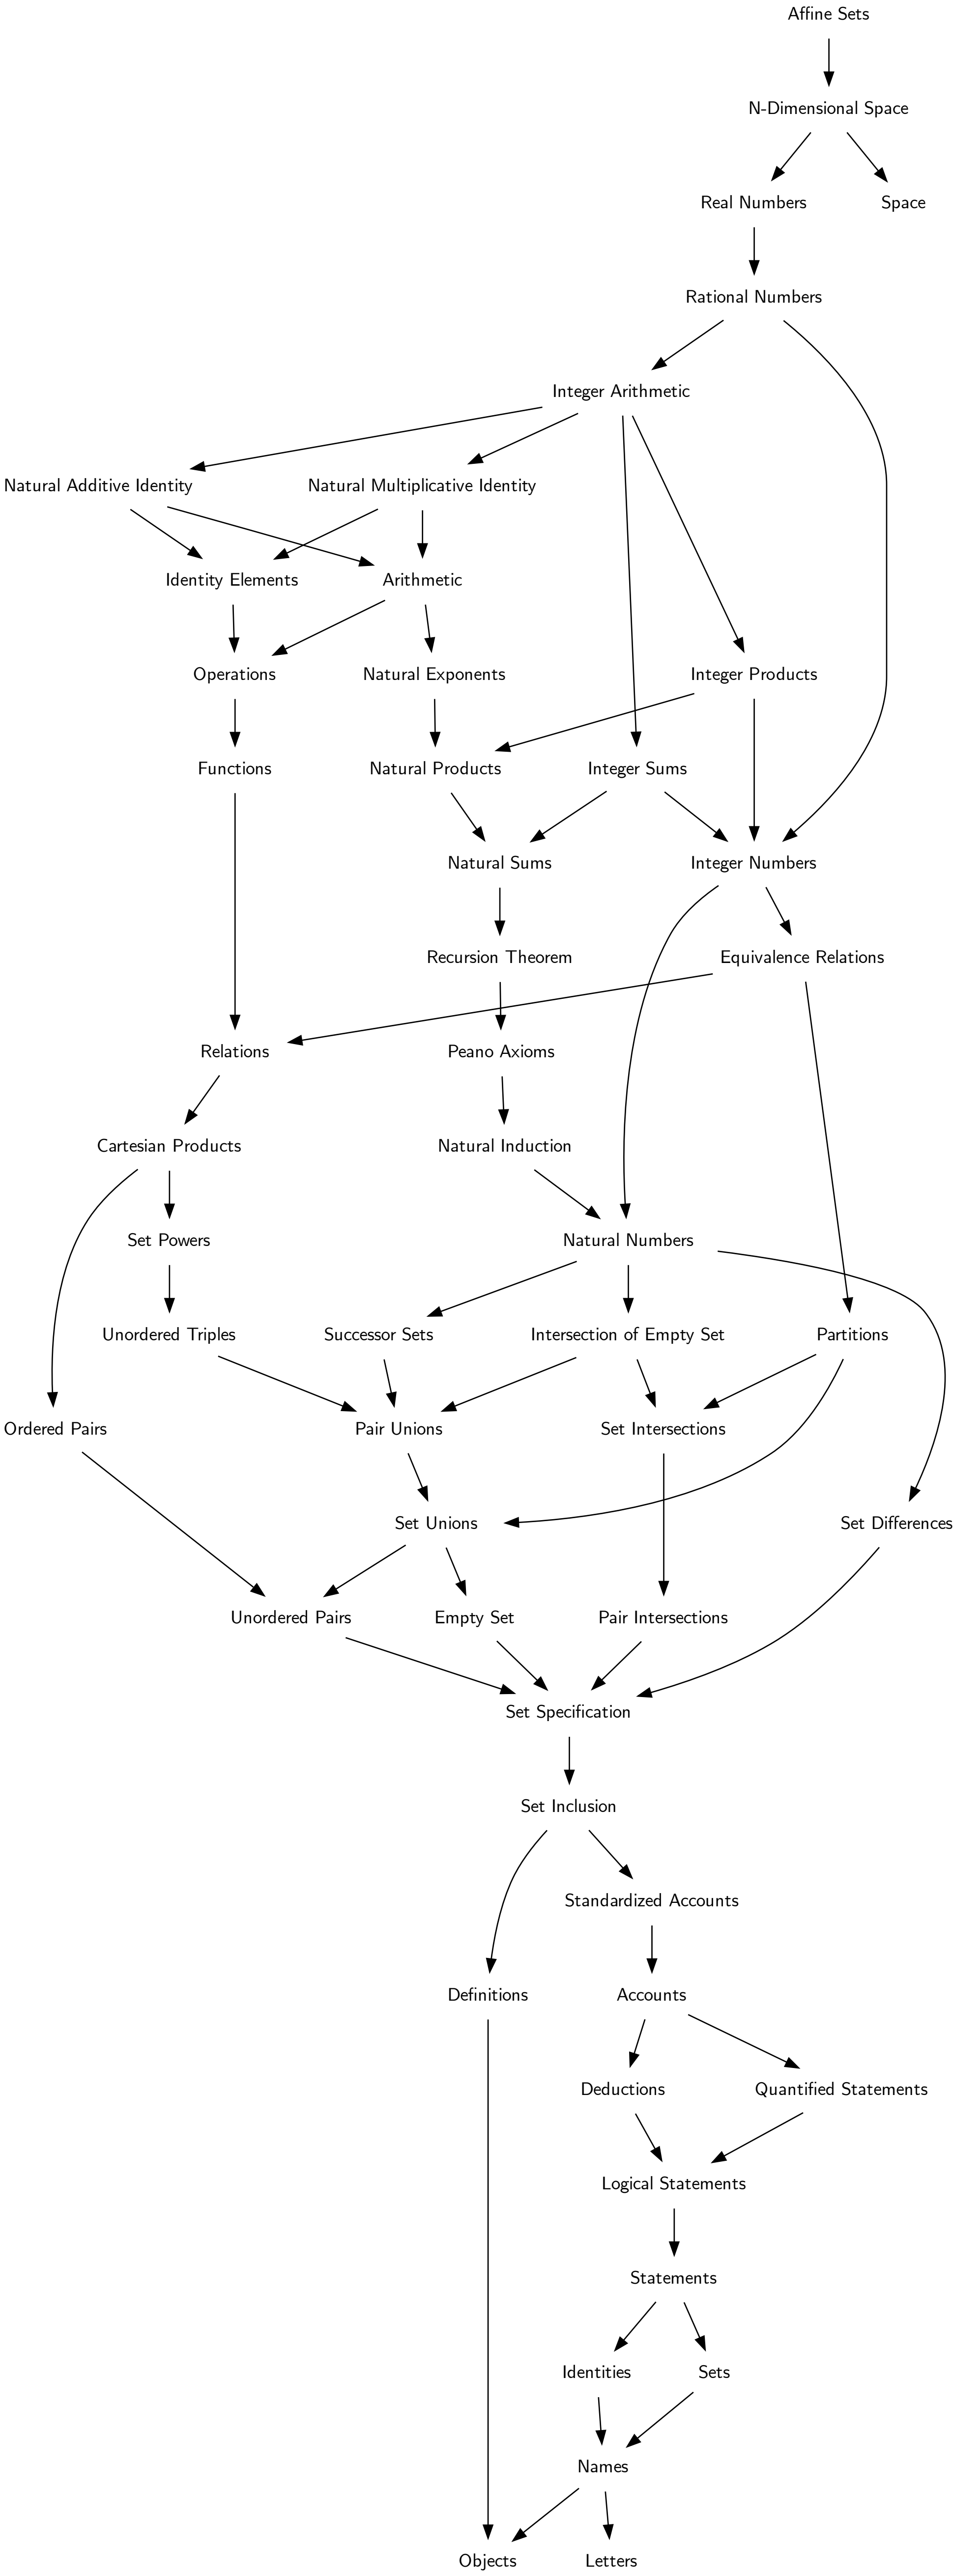 Affine Sets
N-Dimensional Space
Real Numbers
Space
Rational Numbers
Integer Arithmetic
Natural Additive Identity
Natural Multiplicative Identity
Identity Elements
Arithmetic
Operations
Natural Exponents
Integer Products
Functions
Natural Products
Integer Sums
Natural Sums
Integer Numbers
Recursion Theorem
Equivalence Relations
Relations
Peano Axioms
Cartesian Products
Natural Induction
Set Powers
Natural Numbers
Unordered Triples
Successor Sets
Intersection of Empty Set
Partitions
Ordered Pairs
Pair Unions
Set Intersections
Set Unions
Set Differences
Unordered Pairs
Empty Set
Pair Intersections
Set Specification
Set Inclusion
Standardized Accounts
Definitions
Accounts
Deductions
Quantified Statements
Logical Statements
Statements
Identities
Sets
Names
Objects
Letters